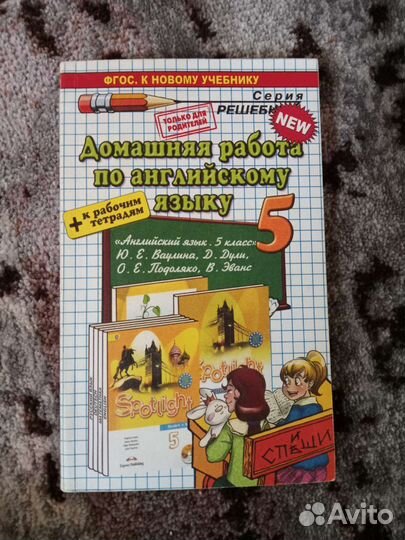 ФГОС. К НОВОМУ УЧЕБНИКУ
Серия
РЕШЕБНИК
NEW
ТОЛЬКО ДЛЯ
РОДИТЕЛЕЙ
Домашняя работа
по английскому
языку
+ к рабочим
тетрадям
5
«Английский язык. 5 класс»
Ю. Е. Ваулина, Д. Дули,
О. Е. Подоляко, В. Эванс
Spotlight
Spotlight
5
СПЕШИ
И
Avito